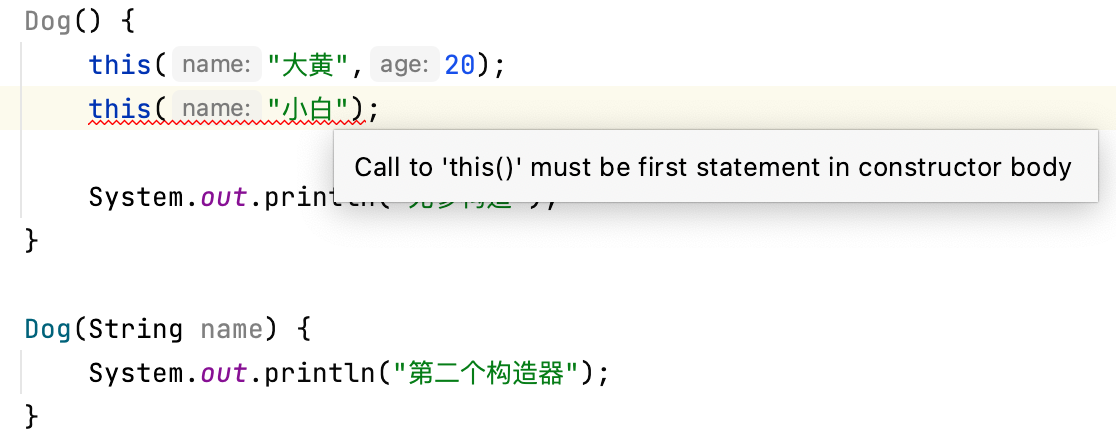 Dog() {
this( name: "大黄", age: 20);
this( name: "小白");
Call to 'this()' must be first statement in constructor body
System.out.println("
}
Dog(String name) {
System.out.println("第二个构造器");
}